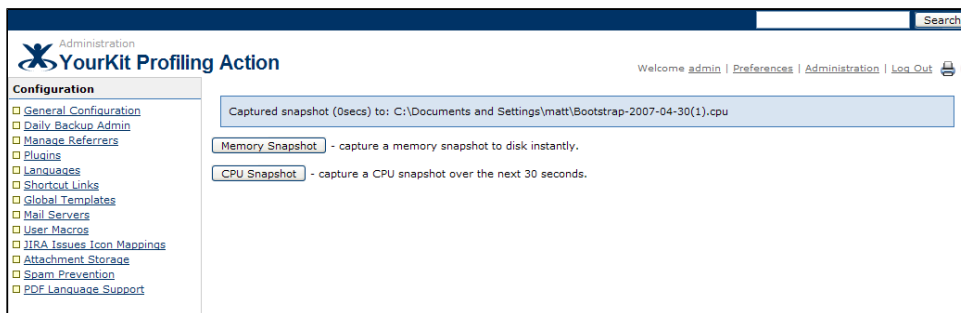 Search
Administration
YourKit Profiling Action
Welcome admin | Preferences | Administration | Log Out
Configuration
General Configuration
Daily Backup Admin
Manage Referrers
Plugins
Languages
Shortcut Links
Global Templates
Mail Servers
User Macros
JIRA Issues Icon Mappings
Attachment Storage
Spam Prevention
PDF Language Support
Captured snapshot (0secs) to: C:\Documents and Settings\matt\Bootstrap-2007-04-30(1).cpu
Memory Snapshot - capture a memory snapshot to disk instantly.
CPU Snapshot - capture a CPU snapshot over the next 30 seconds.